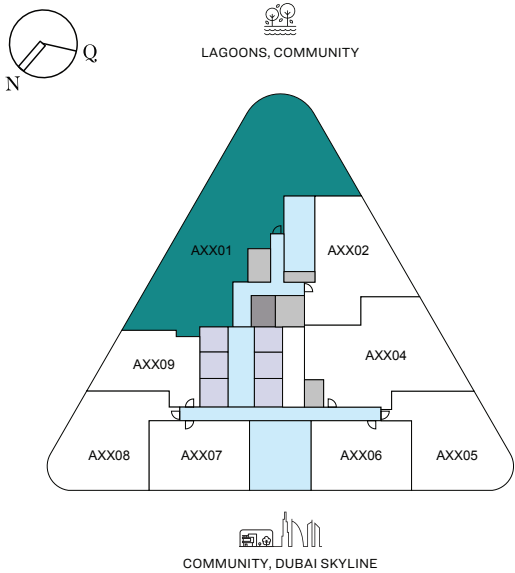 Q
N
LAGOONS, COMMUNITY
AXX01
AXX02
AXX04
AXX09
AXX08
AXX07
AXX06
AXX05
COMMUNITY, DUBAI SKYLINE